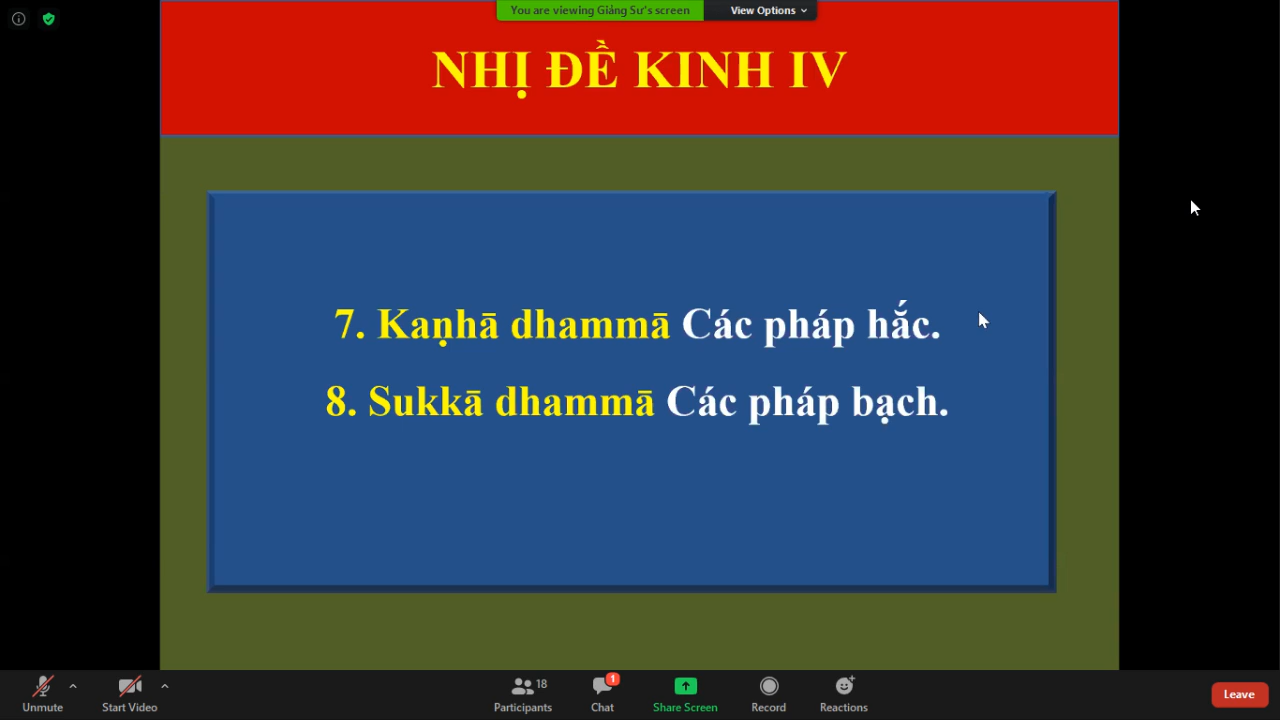 You are viewing Giảng Sư's screen
View Options
NHỊ ĐỀ KINH IV
7. Kaṇhā dhammā Các pháp hắc.
8. Sukkā dhammā Các pháp bạch.
Unmute
Start Video
Participants
18
Chat
1
Share Screen
Record
Reactions
Leave